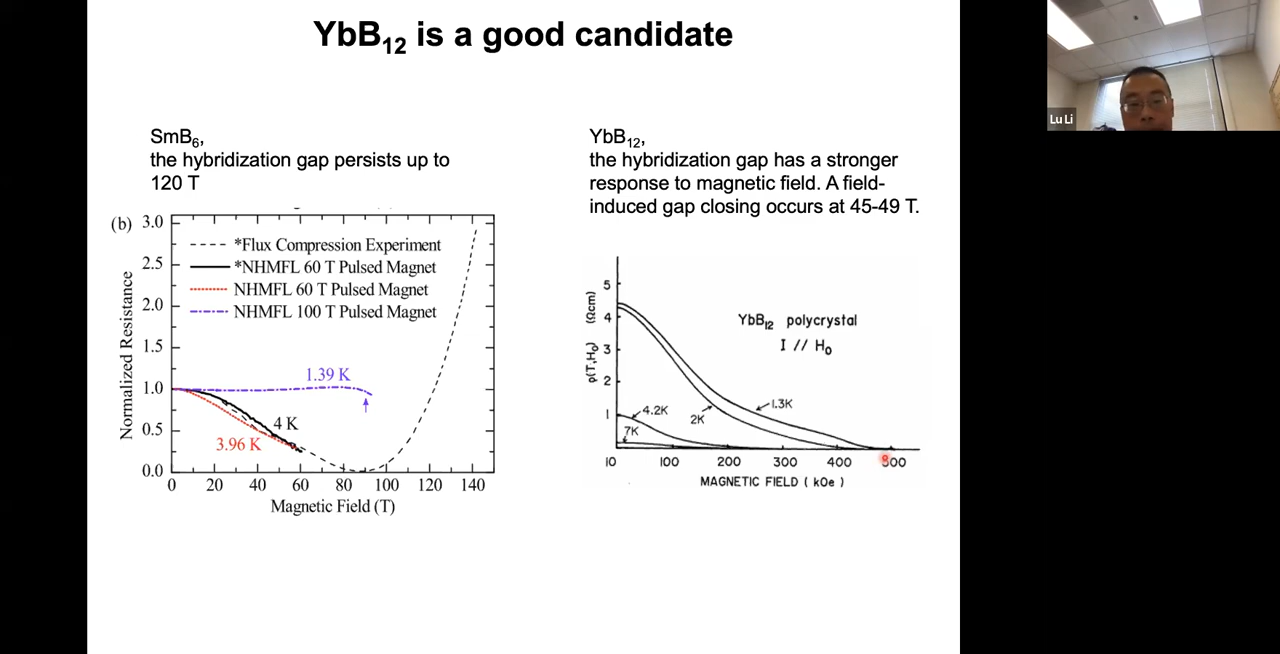 YbB₁₂ is a good candidate
Lu Li
SmB₆,
the hybridization gap persists up to
120 T
(b)
3.0
2.5
2.0
1.5
1.0
0.5
0.0
Normalized Resistance
*Flux Compression Experiment
*NHMFL 60 T Pulsed Magnet
NHMFL 60 T Pulsed Magnet
NHMFL 100 T Pulsed Magnet
1.39 K
4 K
3.96 K
0 20 40 60 80 100 120 140
Magnetic Field (T)
YbB₁₂,
the hybridization gap has a stronger
response to magnetic field. A field-
induced gap closing occurs at 45-49 T.
5
4
3
2
1
ρ(T,H₀) (Ωcm)
YbB₁₂ polycrystal
I // H₀
1.3K
2K
4.2K
7K
10 100 200 300 400 500
MAGNETIC FIELD ( kOe )